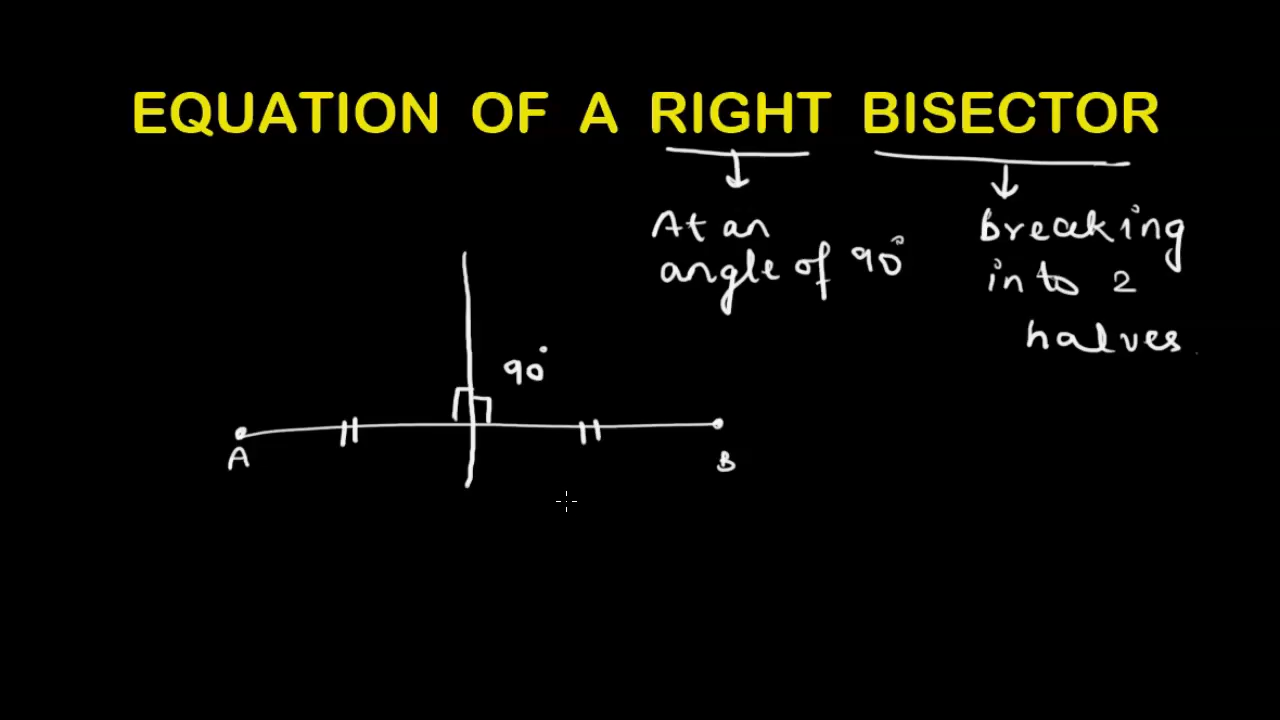 EQUATION OF A RIGHT BISECTOR
At an
angle of 90°
breaking
into 2
halves.
90°
A
B